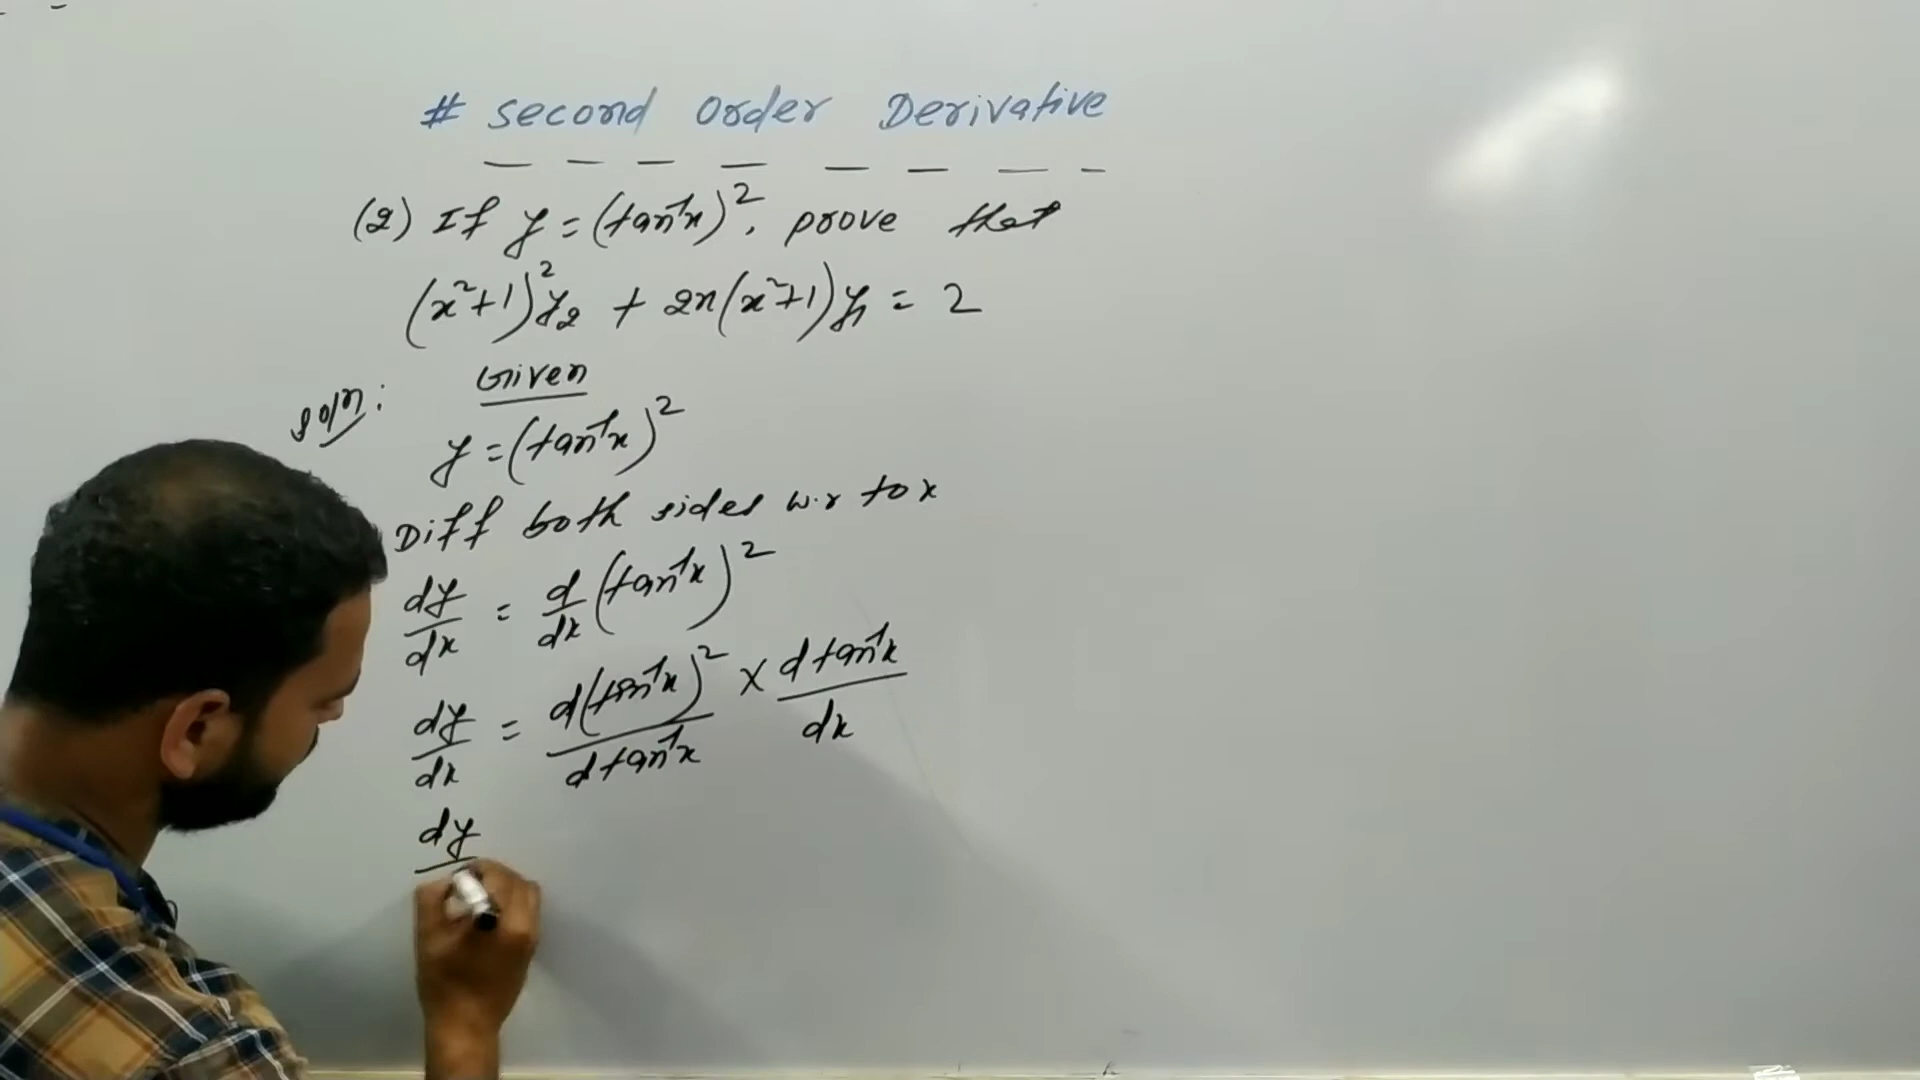 # second order Derivative
(2) If y = (tan⁻¹x)², prove that
(x²+1)²y₂ + 2x(x²+1)y₁ = 2
soln: Given
y = (tan⁻¹x)²
Diff both sides w.r to x
dy/dx = d/dx (tan⁻¹x)²
dy/dx = d(tan⁻¹x)²/d tan⁻¹x × d tan⁻¹x/dx
dy